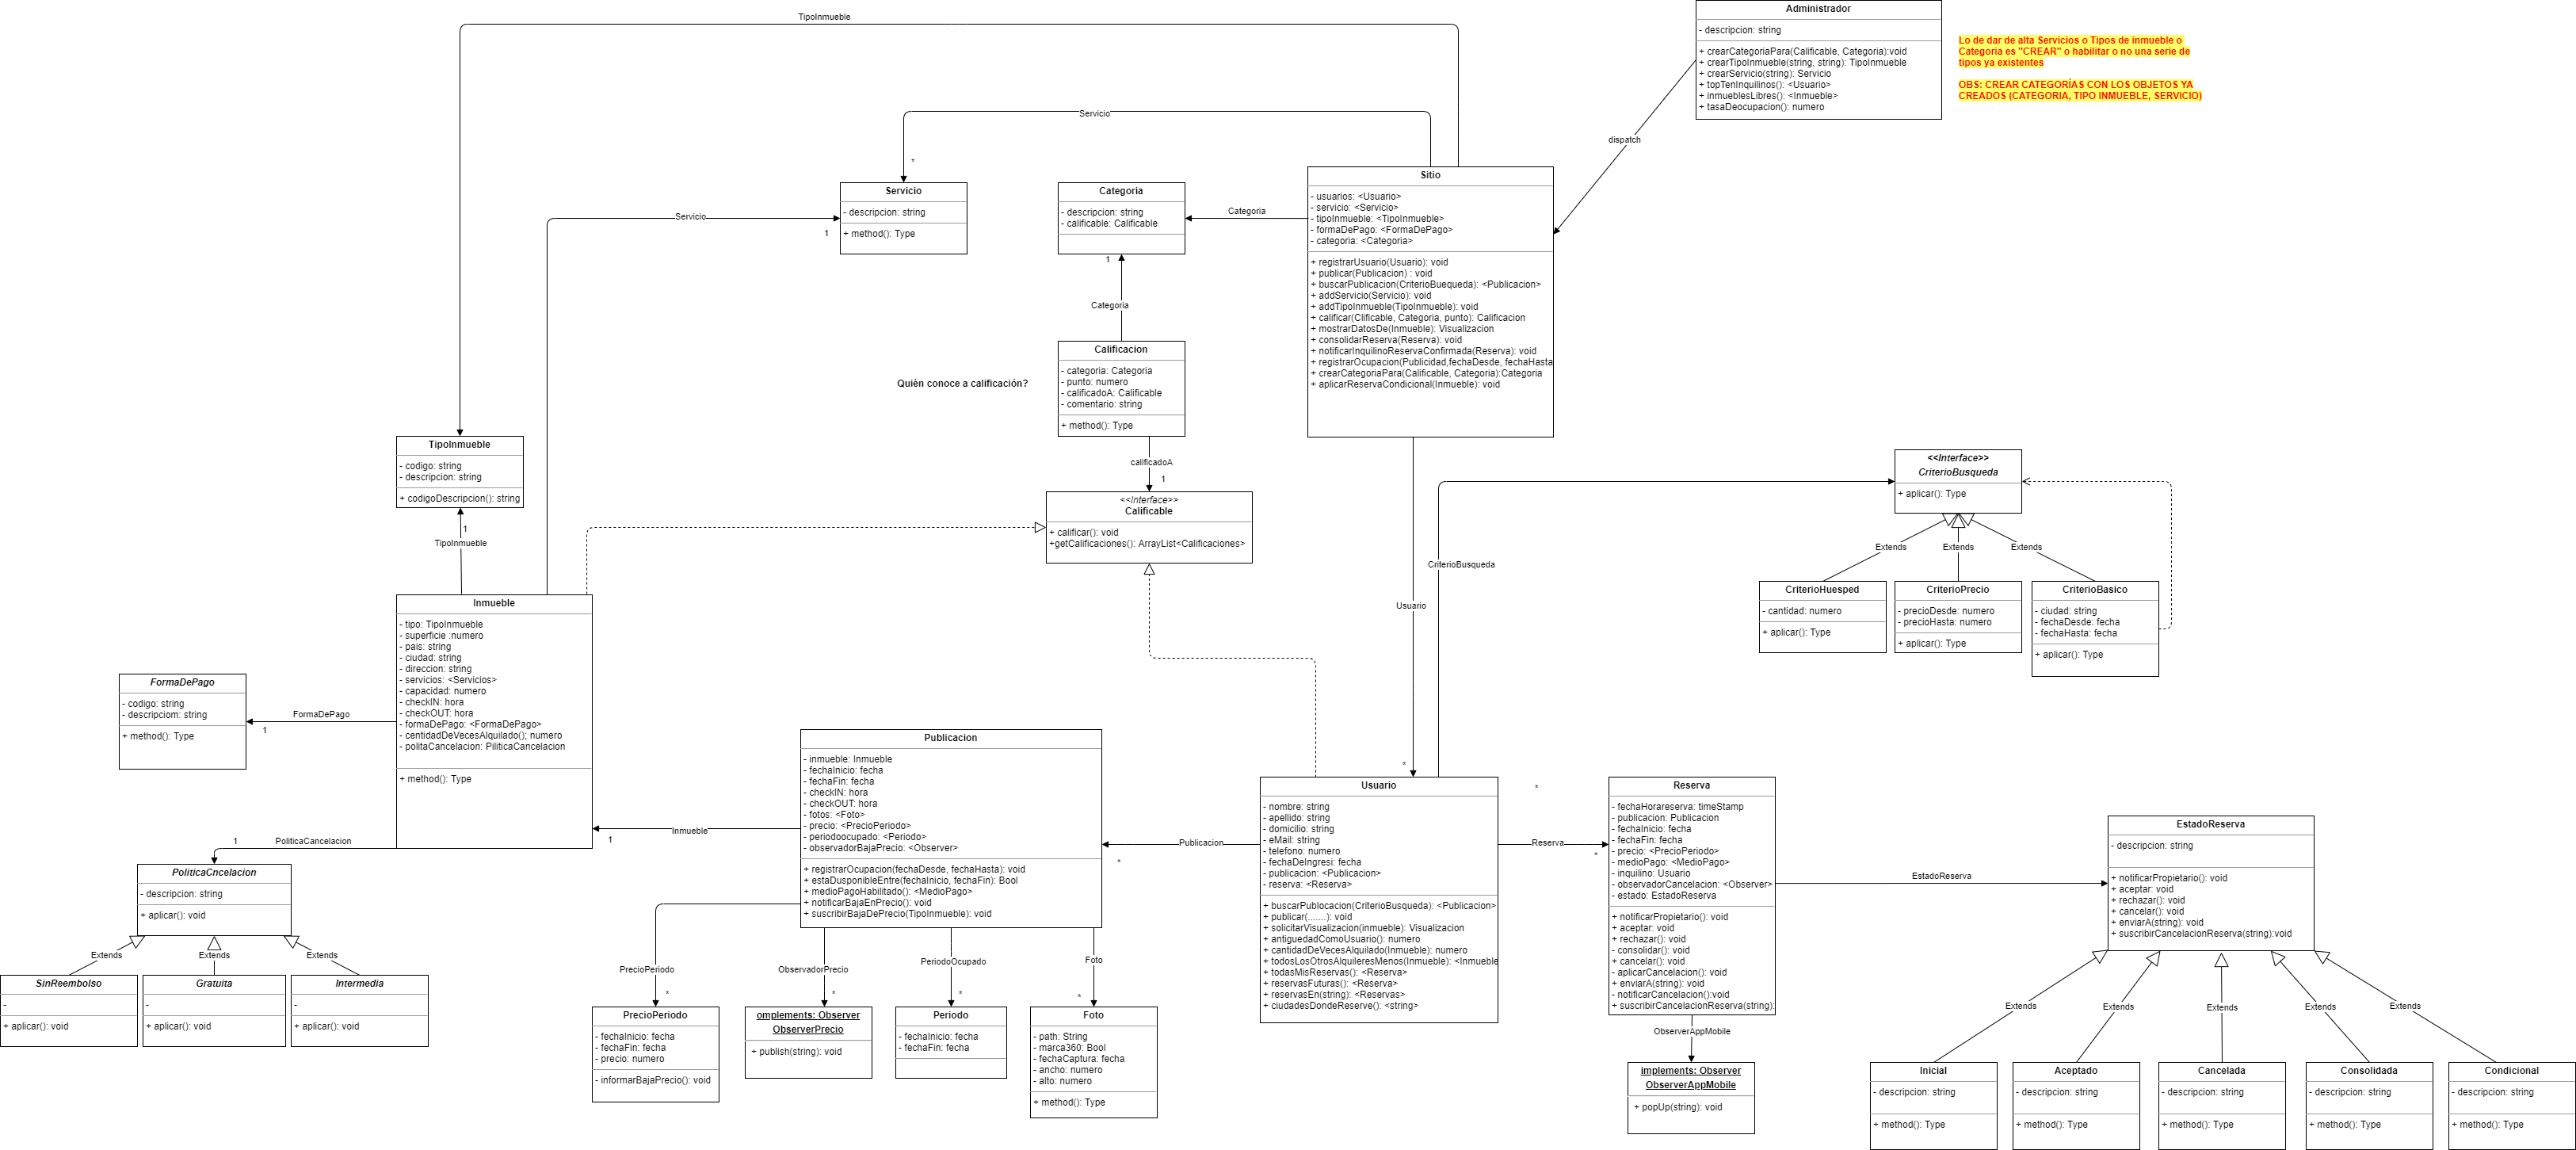 TipoInmueble
Administrador
- descripcion: string
+ crearCategoriaPara(Calificable, Categoria):void
+ crearTipoInmueble(string, string): TipoInmueble
+ crearServicio(string): Servicio
+ topTenInquilinos(): <Usuario>
+ inmueblesLibres(): <Inmueble>
+ tasaDeocupacion(): numero
Lo de dar de alta Servicios o Tipos de inmueble o
Categoria es "CREAR" o habilitar o no una serie de
tipos ya existentes
OBS: CREAR CATEGORÍAS CON LOS OBJETOS YA
CREADOS (CATEGORIA, TIPO INMUEBLE, SERVICIO)
Servicio
dispatch
*
Servicio
- descripcion: string
+ method(): Type
Servicio
1
Categoria
- descripcion: string
- calificable: Calificable
Categoria
1
Categoria
Sitio
- usuarios: <Usuario>
- servicio: <Servicio>
- tipoInmueble: <TipoInmueble>
- formaDePago: <FormaDePago>
- categoria: <Categoria>
+ registrarUsuario(Usuario): void
+ publicar(Publicacion) : void
+ buscarPublicacion(CriterioBuequeda): <Publicacion>
+ addServicio(Servicio): void
+ addTipoInmueble(TipoInmueble): void
+ calificar(Clificable, Categoria, punto): Calificacion
+ mostrarDatosDe(Inmueble): Visualizacion
+ consolidarReserva(Reserva): void
+ notificarInquilinoReservaConfirmada(Reserva): void
+ registrarOcupacion(Publicidad,fechaDesde, fechaHasta
+ crearCategoriaPara(Calificable, Categoria):Categoria
+ aplicarReservaCondicional(Inmueble): void
Calificacion
- categoria: Categoria
- punto: numero
- calificadoA: Calificable
- comentario: string
+ method(): Type
Quién conoce a calificación?
calificadoA
1
TipoInmueble
- codigo: string
- descripcion: string
+ codigoDescripcion(): string
1
TipoInmueble
<<Interface>>
Calificable
+ calificar(): void
+getCalificaciones(): ArrayList<Calificaciones>
<<Interface>>
CriterioBusqueda
+ aplicar(): Type
Extends
Extends
Extends
CriterioBusqueda
Usuario
CriterioHuesped
- cantidad: numero
+ aplicar(): Type
CriterioPrecio
- precioDesde: numero
- precioHasta: numero
+ aplicar(): Type
CriterioBasico
- ciudad: string
- fechaDesde: fecha
- fechaHasta: fecha
+ aplicar(): Type
Inmueble
- tipo: TipoInmueble
- superficie :numero
- pais: string
- ciudad: string
- direccion: string
- servicios: <Servicios>
- capacidad: numero
- checkIN: hora
- checkOUT: hora
- formaDePago: <FormaDePago>
- centidadDeVecesAlquilado(); numero
- politaCancelacion: PiliticaCancelacion
+ method(): Type
FormaDePago
- codigo: string
- descripciom: string
+ method(): Type
FormaDePago
1
Publicacion
- inmueble: Inmueble
- fechaInicio: fecha
- fechaFin: fecha
- checkIN: hora
- checkOUT: hora
- fotos: <Foto>
- precio: <PrecioPeriodo>
- periodoocupado: <Periodo>
- observadorBajaPrecio: <Observer>
+ registrarOcupacion(fechaDesde, fechaHasta): void
+ estaDusponibleEntre(fechaInicio, fechaFin): Bool
+ medioPagoHabilitado(): <MedioPago>
+ notificarBajaEnPrecio(): void
+ suscribirBajaDePrecio(TipoInmueble): void
Inmueble
1
Publicacion
*
*
Usuario
- nombre: string
- apellido: string
- domicilio: string
- eMail: string
- telefono: numero
- fechaDeIngresi: fecha
- publicacion: <Publicacion>
- reserva: <Reserva>
+ buscarPublocacion(CriterioBusqueda): <Publicacion>
+ publicar(.......): void
+ solicitarVisualizacion(inmueble): Visualizacion
+ antiguedadComoUsuario(): numero
+ cantidadDeVecesAlquilado(Inmueble): numero
+ todosLosOtrosAlquileresMenos(Inmueble): <Inmueble
+ todasMisReservas(): <Reserva>
+ reservasFuturas(): <Reserva>
+ reservasEn(string): <Reservas>
+ ciudadesDondeReserve(): <string>
*
Reserva
*
Reserva
- fechaHorareserva: timeStamp
- publicacion: Publicacion
- fechaInicio: fecha
- fechaFin: fecha
- precio: <PrecioPeriodo>
- medioPago: <MedioPago>
- inquilino: Usuario
- observadorCancelacion: <Observer>
- estado: EstadoReserva
+ notificarPropietario(): void
+ aceptar: void
+ rechazar(): void
- consolidar(): void
+ cancelar(): void
- aplicarCancelacion(): void
+ enviarA(string): void
- notificarCancelacion():void
+ suscribirCancelacionReserva(string):
EstadoReserva
EstadoReserva
- descripcion: string
+ notificarPropietario(): void
+ aceptar: void
+ rechazar(): void
+ cancelar(): void
+ enviarA(string): void
+ suscribirCancelacionReserva(string):void
1
PoliticaCancelacion
PoliticaCncelacion
- descripcion: string
+ aplicar(): void
Extends
Extends
Extends
SinReembolso
-
+ aplicar(): void
Gratuita
-
+ aplicar(): void
Intermedia
-
+ aplicar(): void
PrecioPeriodo
*
ObservadorPrecio
*
PeriodoOcupado
*
Foto
*
PrecioPeriodo
- fechaInicio: fecha
- fechaFin: fecha
- precio: numero
- informarBajaPrecio(): void
omplements: Observer
ObserverPrecio
+ publish(string): void
Periodo
- fechaInicio: fecha
- fechaFin: fecha
Foto
- path: String
- marca360: Bool
- fechaCaptura: fecha
- ancho: numero
- alto: numero
+ method(): Type
ObserverAppMobile
implements: Observer
ObserverAppMobile
+ popUp(string): void
Extends
Extends
Extends
Extends
Extends
Inicial
- descripcion: string
+ method(): Type
Aceptado
- descripcion: string
+ method(): Type
Cancelada
- descripcion: string
+ method(): Type
Consolidada
- descripcion: string
+ method(): Type
Condicional
- descripcion: string
+ method(): Type